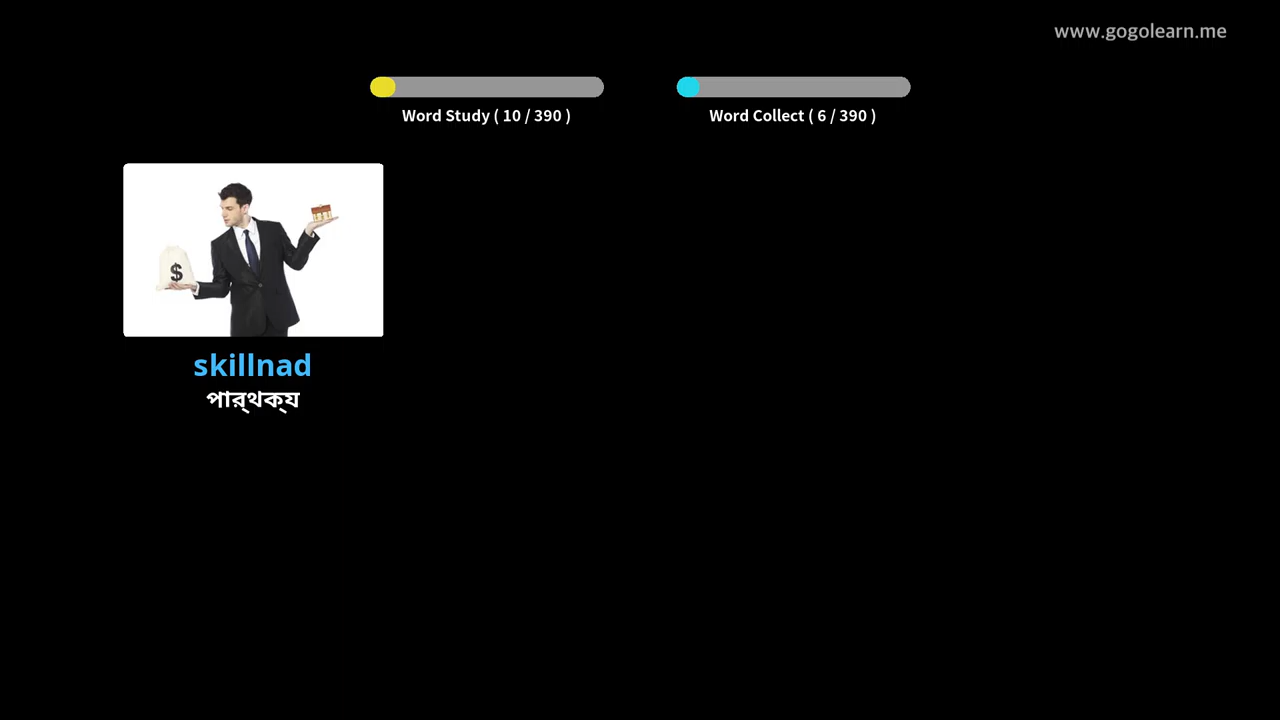 www.gogolearn.me
Word Study ( 10 / 390 )
Word Collect ( 6 / 390 )
$
skillnad
পার্থক্য